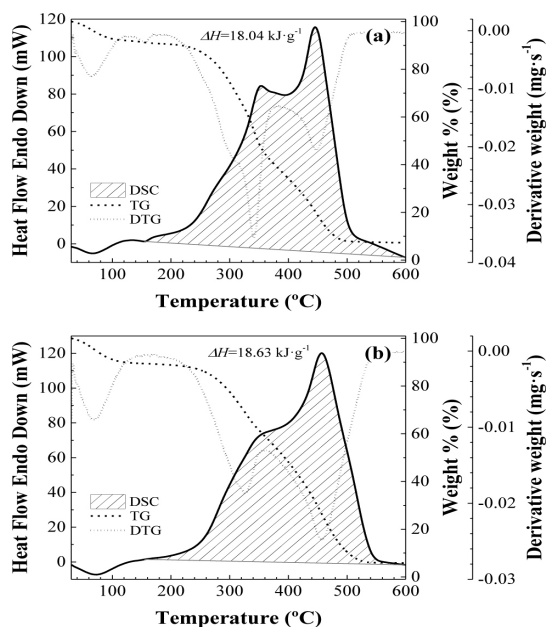 (a)
ΔH=18.04 kJ·g⁻¹
Heat Flow Endo Down (mW)
120
100
80
60
40
20
0
DSC
TG
DTG
100
80
60
40
20
0
Weight % (%)
0.00
-0.01
-0.02
-0.03
-0.04
Derivative weight (mg·s⁻¹)
100 200 300 400 500 600
Temperature (ºC)
(b)
ΔH=18.63 kJ·g⁻¹
Heat Flow Endo Down (mW)
120
100
80
60
40
20
0
DSC
TG
DTG
100
80
60
40
20
0
Weight % (%)
0.00
-0.01
-0.02
-0.03
Derivative weight (mg·s⁻¹)
100 200 300 400 500 600
Temperature (ºC)